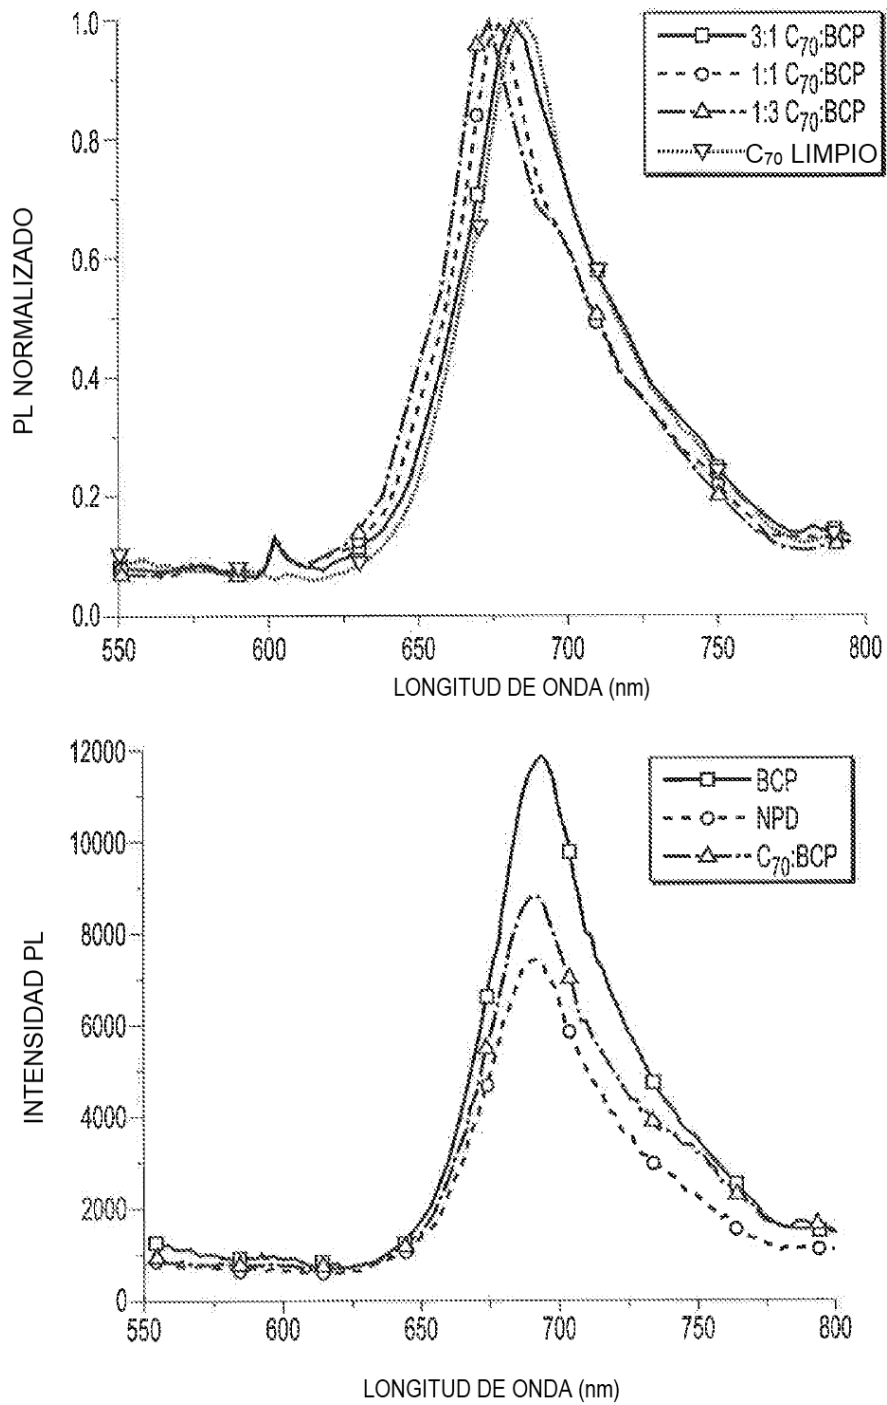 1.0
0.8
0.6
0.4
0.2
0.0
PL NORMALIZADO
3:1 C70:BCP
1:1 C70:BCP
1:3 C70:BCP
C70 LIMPIO
550 600 650 700 750 800
LONGITUD DE ONDA (nm)
12000
10000
8000
6000
4000
2000
0
INTENSIDAD PL
BCP
NPD
C70:BCP
550 600 650 700 750 800
LONGITUD DE ONDA (nm)